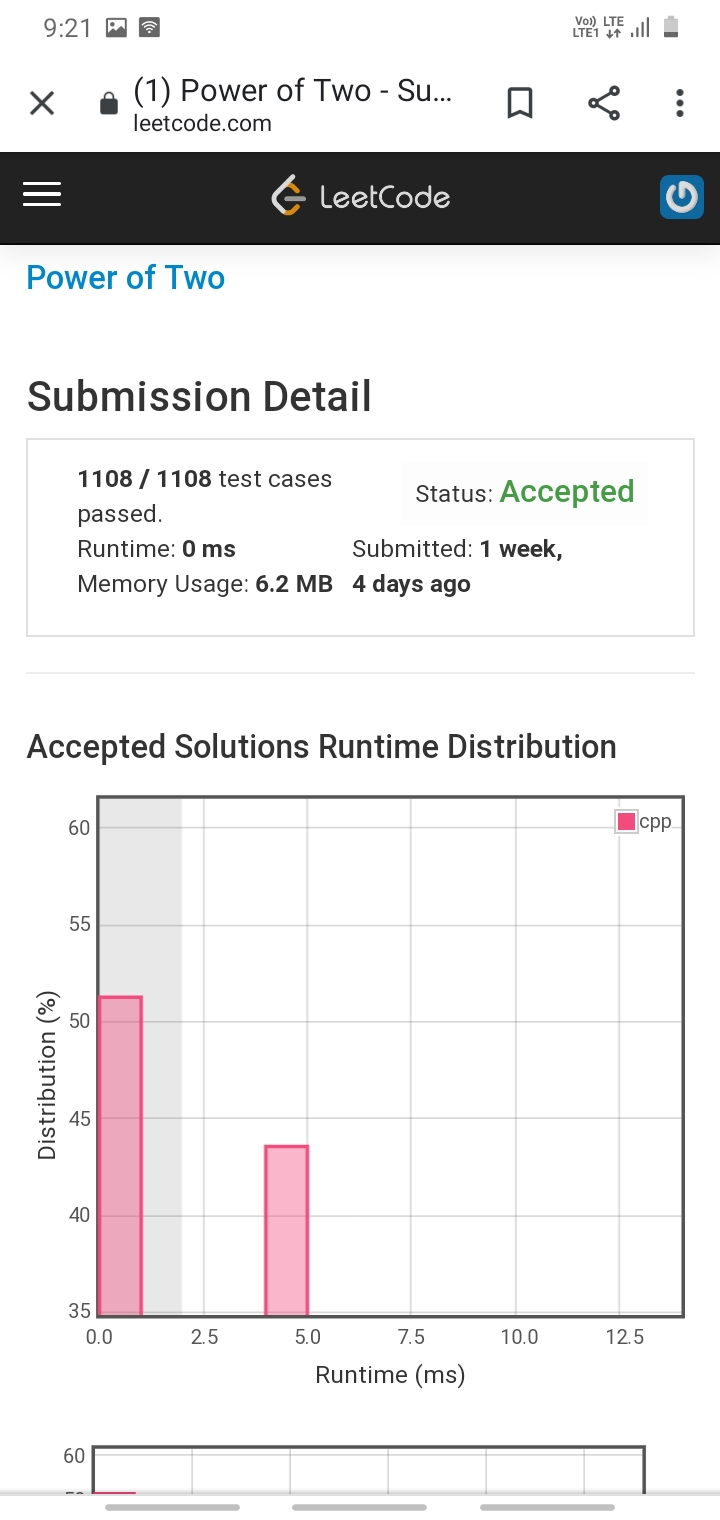 9:21
Vo)) LTE
LTE1
(1) Power of Two - Su...
leetcode.com
LeetCode
Power of Two
Submission Detail
1108 / 1108 test cases
passed.
Status: Accepted
Runtime: 0 ms
Submitted: 1 week,
Memory Usage: 6.2 MB
4 days ago
Accepted Solutions Runtime Distribution
cpp
60
55
50
45
40
35
Distribution (%)
0.0 2.5 5.0 7.5 10.0 12.5
Runtime (ms)
60